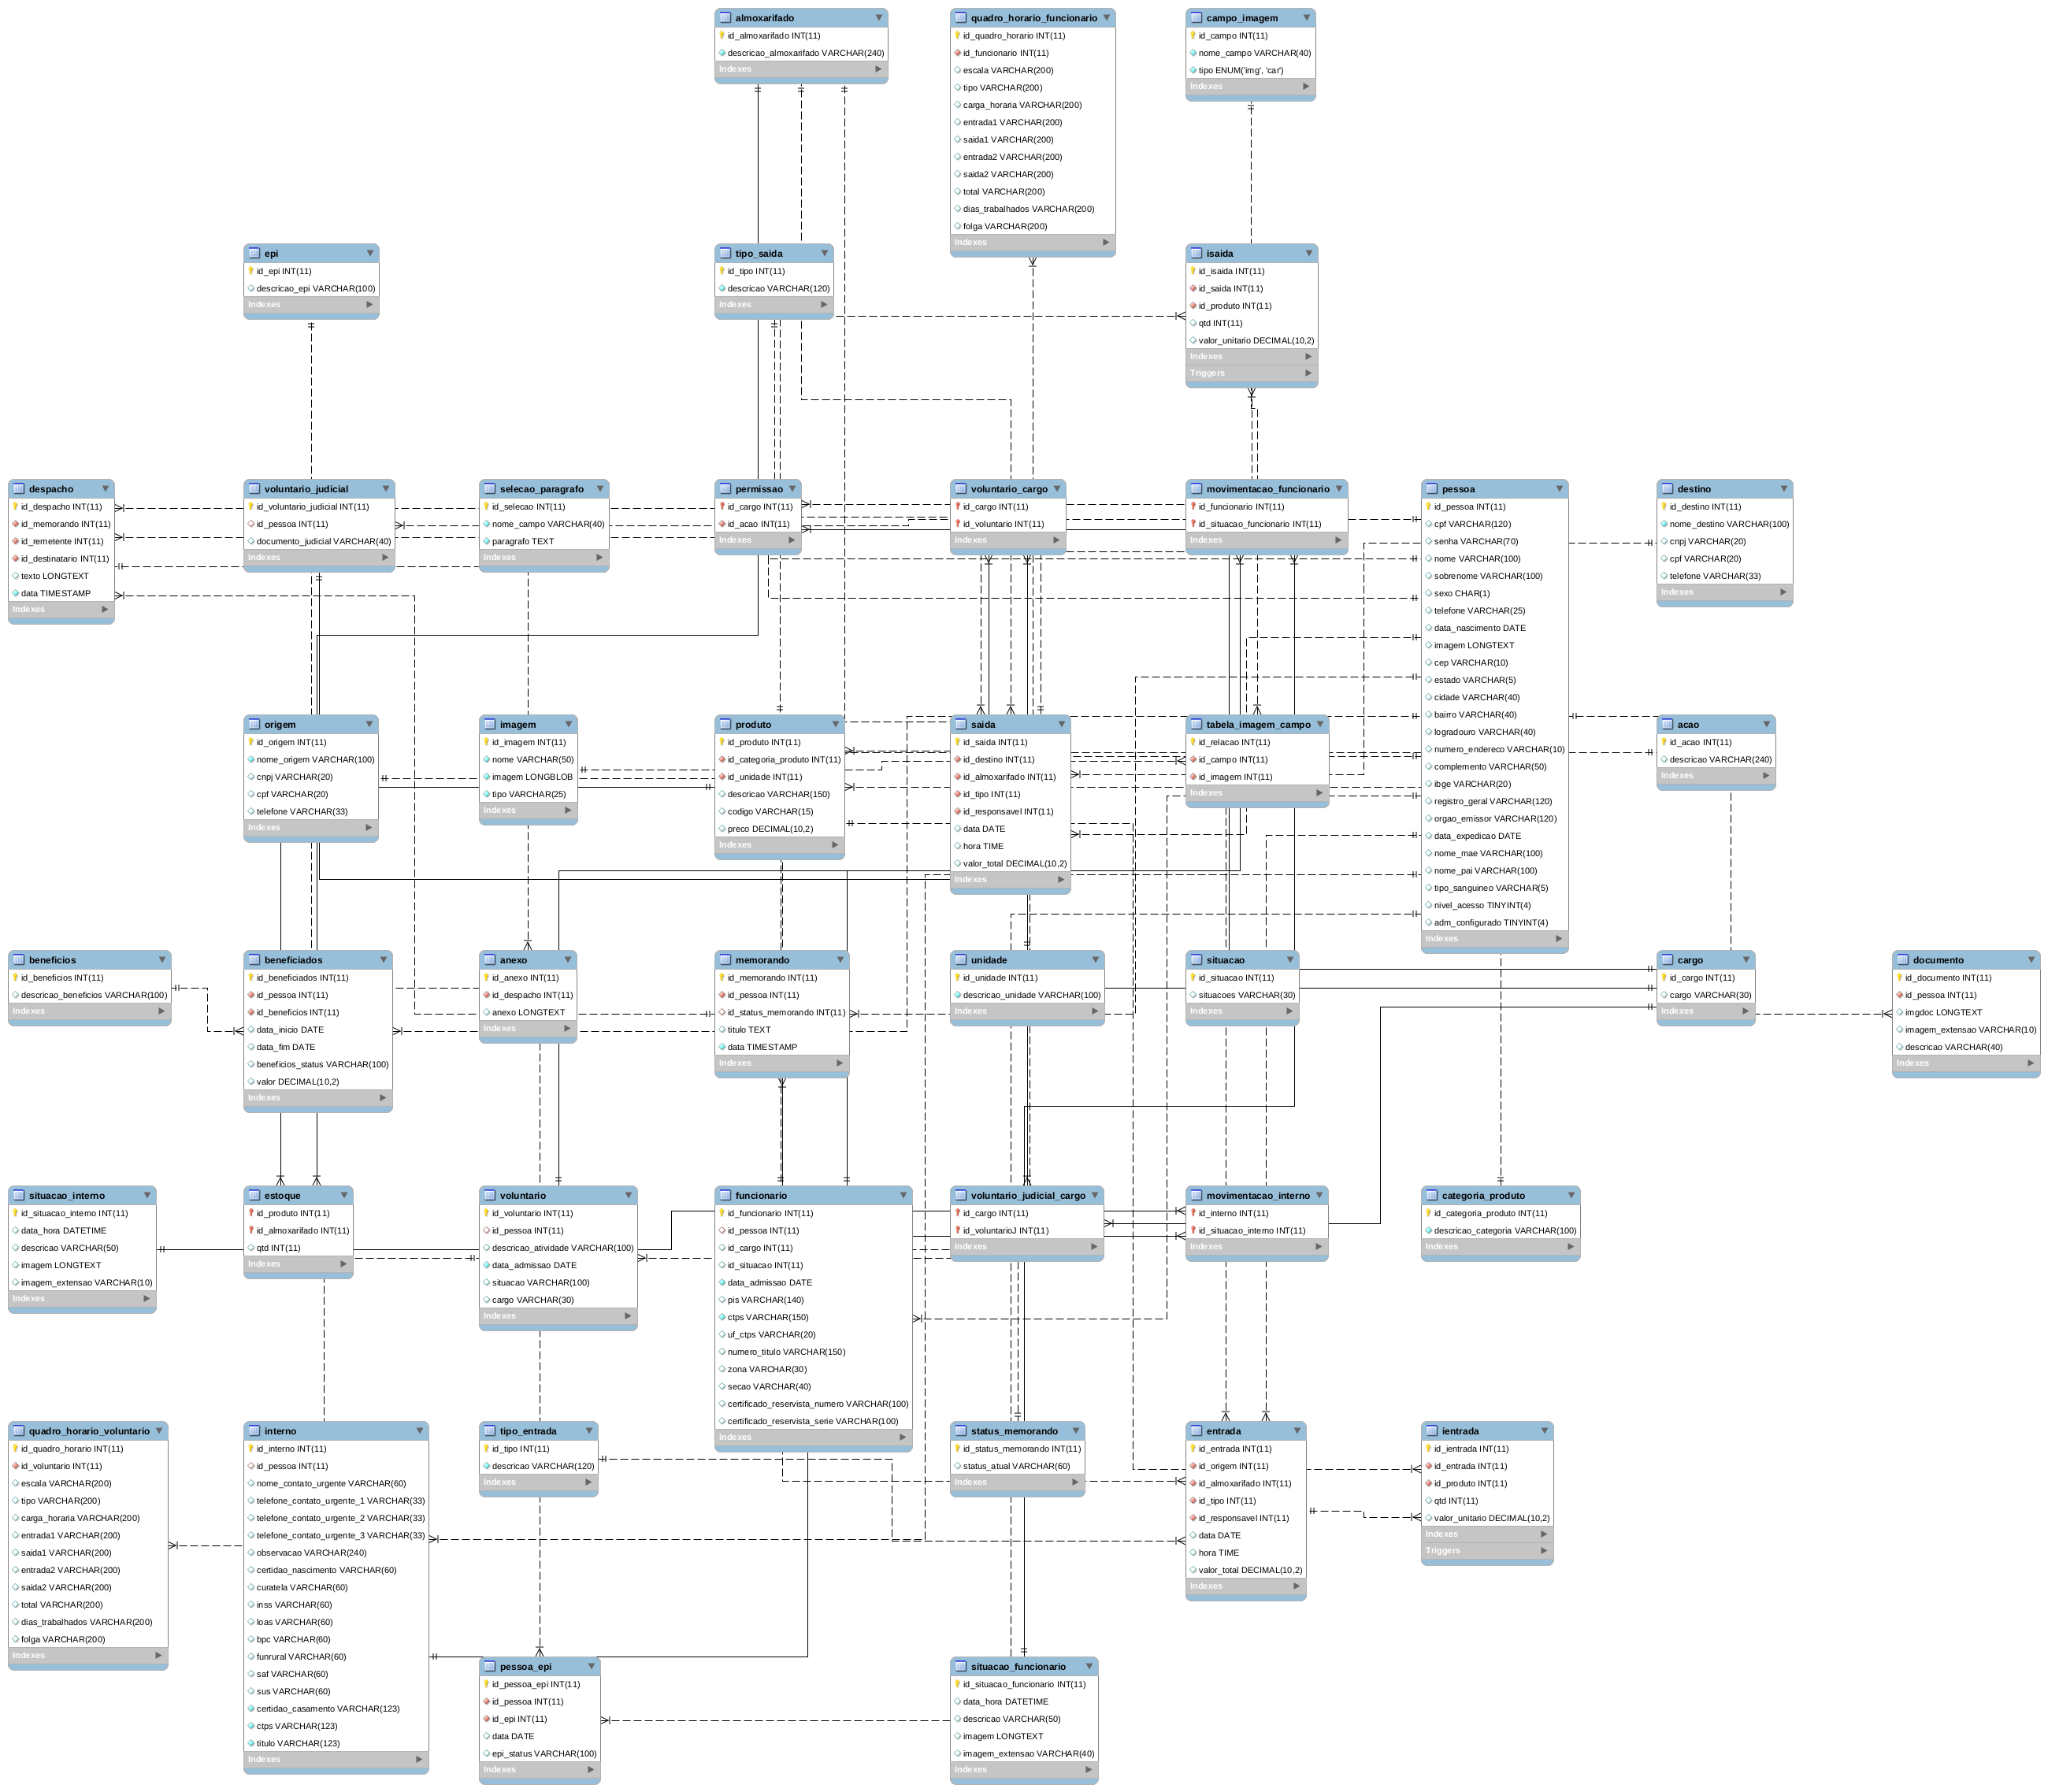 almoxarifado
id_almoxarifado INT(11)
descricao_almoxarifado VARCHAR(240)
Indexes
quadro_horario_funcionario
id_quadro_horario INT(11)
id_funcionario INT(11)
escala VARCHAR(200)
tipo VARCHAR(200)
carga_horaria VARCHAR(200)
entrada1 VARCHAR(200)
saida1 VARCHAR(200)
entrada2 VARCHAR(200)
saida2 VARCHAR(200)
total VARCHAR(200)
dias_trabalhados VARCHAR(200)
folga VARCHAR(200)
Indexes
campo_imagem
id_campo INT(11)
nome_campo VARCHAR(40)
tipo ENUM('img', 'car')
Indexes
epi
id_epi INT(11)
descricao_epi VARCHAR(100)
Indexes
tipo_saida
id_tipo INT(11)
descricao VARCHAR(120)
Indexes
isaida
id_isaida INT(11)
id_saida INT(11)
id_produto INT(11)
qtd INT(11)
valor_unitario DECIMAL(10,2)
Indexes
Triggers
despacho
id_despacho INT(11)
id_memorando INT(11)
id_remetente INT(11)
id_destinatario INT(11)
texto LONGTEXT
data TIMESTAMP
Indexes
voluntario_judicial
id_voluntario_judicial INT(11)
id_pessoa INT(11)
documento_judicial VARCHAR(40)
Indexes
selecao_paragrafo
id_selecao INT(11)
nome_campo VARCHAR(40)
paragrafo TEXT
Indexes
permissao
id_cargo INT(11)
id_acao INT(11)
Indexes
voluntario_cargo
id_cargo INT(11)
id_voluntario INT(11)
Indexes
movimentacao_funcionario
id_funcionario INT(11)
id_situacao_funcionario INT(11)
Indexes
pessoa
id_pessoa INT(11)
cpf VARCHAR(120)
senha VARCHAR(70)
nome VARCHAR(100)
sobrenome VARCHAR(100)
sexo CHAR(1)
telefone VARCHAR(25)
data_nascimento DATE
imagem LONGTEXT
cep VARCHAR(10)
estado VARCHAR(5)
cidade VARCHAR(40)
bairro VARCHAR(40)
logradouro VARCHAR(40)
numero_endereco VARCHAR(10)
complemento VARCHAR(50)
ibge VARCHAR(20)
registro_geral VARCHAR(120)
orgao_emissor VARCHAR(120)
data_expedicao DATE
nome_mae VARCHAR(100)
nome_pai VARCHAR(100)
tipo_sanguineo VARCHAR(5)
nivel_acesso TINYINT(4)
adm_configurado TINYINT(4)
Indexes
destino
id_destino INT(11)
nome_destino VARCHAR(100)
cnpj VARCHAR(20)
cpf VARCHAR(20)
telefone VARCHAR(33)
Indexes
origem
id_origem INT(11)
nome_origem VARCHAR(100)
cnpj VARCHAR(20)
cpf VARCHAR(20)
telefone VARCHAR(33)
Indexes
imagem
id_imagem INT(11)
nome VARCHAR(50)
imagem LONGBLOB
tipo VARCHAR(25)
Indexes
produto
id_produto INT(11)
id_categoria_produto INT(11)
id_unidade INT(11)
descricao VARCHAR(150)
codigo VARCHAR(15)
preco DECIMAL(10,2)
Indexes
saida
id_saida INT(11)
id_destino INT(11)
id_almoxarifado INT(11)
id_tipo INT(11)
id_responsavel INT(11)
data DATE
hora TIME
valor_total DECIMAL(10,2)
Indexes
tabela_imagem_campo
id_relacao INT(11)
id_campo INT(11)
id_imagem INT(11)
Indexes
acao
id_acao INT(11)
descricao VARCHAR(240)
Indexes
beneficios
id_beneficios INT(11)
descricao_beneficios VARCHAR(100)
Indexes
beneficiados
id_beneficiados INT(11)
id_pessoa INT(11)
id_beneficios INT(11)
data_inicio DATE
data_fim DATE
beneficios_status VARCHAR(100)
valor DECIMAL(10,2)
Indexes
anexo
id_anexo INT(11)
id_despacho INT(11)
anexo LONGTEXT
Indexes
memorando
id_memorando INT(11)
id_pessoa INT(11)
id_status_memorando INT(11)
titulo TEXT
data TIMESTAMP
Indexes
unidade
id_unidade INT(11)
descricao_unidade VARCHAR(100)
Indexes
situacao
id_situacao INT(11)
situacoes VARCHAR(30)
Indexes
cargo
id_cargo INT(11)
cargo VARCHAR(30)
Indexes
documento
id_documento INT(11)
id_pessoa INT(11)
imgdoc LONGTEXT
imagem_extensao VARCHAR(10)
descricao VARCHAR(40)
Indexes
situacao_interno
id_situacao_interno INT(11)
data_hora DATETIME
descricao VARCHAR(50)
imagem LONGTEXT
imagem_extensao VARCHAR(10)
Indexes
estoque
id_produto INT(11)
id_almoxarifado INT(11)
qtd INT(11)
Indexes
voluntario
id_voluntario INT(11)
id_pessoa INT(11)
descricao_atividade VARCHAR(100)
data_admissao DATE
situacao VARCHAR(100)
cargo VARCHAR(30)
Indexes
funcionario
id_funcionario INT(11)
id_pessoa INT(11)
id_cargo INT(11)
id_situacao INT(11)
data_admissao DATE
pis VARCHAR(140)
ctps VARCHAR(150)
uf_ctps VARCHAR(20)
numero_titulo VARCHAR(150)
zona VARCHAR(30)
secao VARCHAR(40)
certificado_reservista_numero VARCHAR(100)
certificado_reservista_serie VARCHAR(100)
Indexes
voluntario_judicial_cargo
id_cargo INT(11)
id_voluntarioJ INT(11)
Indexes
movimentacao_interno
id_interno INT(11)
id_situacao_interno INT(11)
Indexes
categoria_produto
id_categoria_produto INT(11)
descricao_categoria VARCHAR(100)
Indexes
quadro_horario_voluntario
id_quadro_horario INT(11)
id_voluntario INT(11)
escala VARCHAR(200)
tipo VARCHAR(200)
carga_horaria VARCHAR(200)
entrada1 VARCHAR(200)
saida1 VARCHAR(200)
entrada2 VARCHAR(200)
saida2 VARCHAR(200)
total VARCHAR(200)
dias_trabalhados VARCHAR(200)
folga VARCHAR(200)
Indexes
interno
id_interno INT(11)
id_pessoa INT(11)
nome_contato_urgente VARCHAR(60)
telefone_contato_urgente_1 VARCHAR(33)
telefone_contato_urgente_2 VARCHAR(33)
telefone_contato_urgente_3 VARCHAR(33)
observacao VARCHAR(240)
certidao_nascimento VARCHAR(60)
curatela VARCHAR(60)
inss VARCHAR(60)
loas VARCHAR(60)
bpc VARCHAR(60)
funrural VARCHAR(60)
saf VARCHAR(60)
sus VARCHAR(60)
certidao_casamento VARCHAR(123)
ctps VARCHAR(123)
titulo VARCHAR(123)
Indexes
tipo_entrada
id_tipo INT(11)
descricao VARCHAR(120)
Indexes
status_memorando
id_status_memorando INT(11)
status_atual VARCHAR(60)
Indexes
entrada
id_entrada INT(11)
id_origem INT(11)
id_almoxarifado INT(11)
id_tipo INT(11)
id_responsavel INT(11)
data DATE
hora TIME
valor_total DECIMAL(10,2)
Indexes
ientrada
id_ientrada INT(11)
id_entrada INT(11)
id_produto INT(11)
qtd INT(11)
valor_unitario DECIMAL(10,2)
Indexes
Triggers
pessoa_epi
id_pessoa_epi INT(11)
id_pessoa INT(11)
id_epi INT(11)
data DATE
epi_status VARCHAR(100)
Indexes
situacao_funcionario
id_situacao_funcionario INT(11)
data_hora DATETIME
descricao VARCHAR(50)
imagem LONGTEXT
imagem_extensao VARCHAR(40)
Indexes